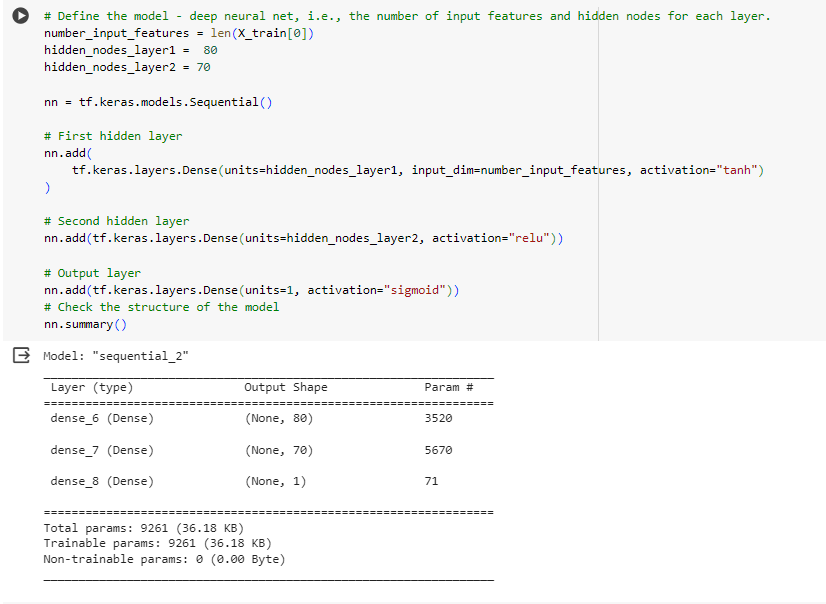 # Define the model - deep neural net, i.e., the number of input features and hidden nodes for each layer.
number_input_features = len(X_train[0])
hidden_nodes_layer1 =  80
hidden_nodes_layer2 = 70
nn = tf.keras.models.Sequential()
# First hidden layer
nn.add(
    tf.keras.layers.Dense(units=hidden_nodes_layer1, input_dim=number_input_features, activation="tanh")
)
# Second hidden layer
nn.add(tf.keras.layers.Dense(units=hidden_nodes_layer2, activation="relu"))
# Output layer
nn.add(tf.keras.layers.Dense(units=1, activation="sigmoid"))
# Check the structure of the model
nn.summary()
Model: "sequential_2"
_________________________________________________________________
Layer (type)                Output Shape              Param #
=================================================================
dense_6 (Dense)             (None, 80)                3520
dense_7 (Dense)             (None, 70)                5670
dense_8 (Dense)             (None, 1)                 71
=================================================================
Total params: 9261 (36.18 KB)
Trainable params: 9261 (36.18 KB)
Non-trainable params: 0 (0.00 Byte)
_________________________________________________________________